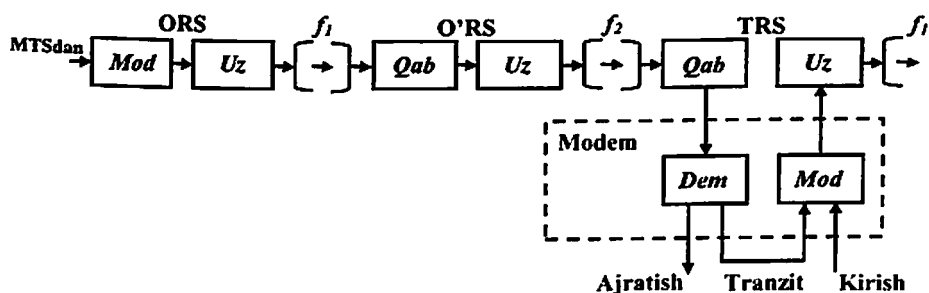 ORS f₁ O'RS f₂ TRS f₁
MTSdan Mod Uz Qab Uz Qab Uz
Modem
Dem Mod
Ajratish Tranzit Kirish